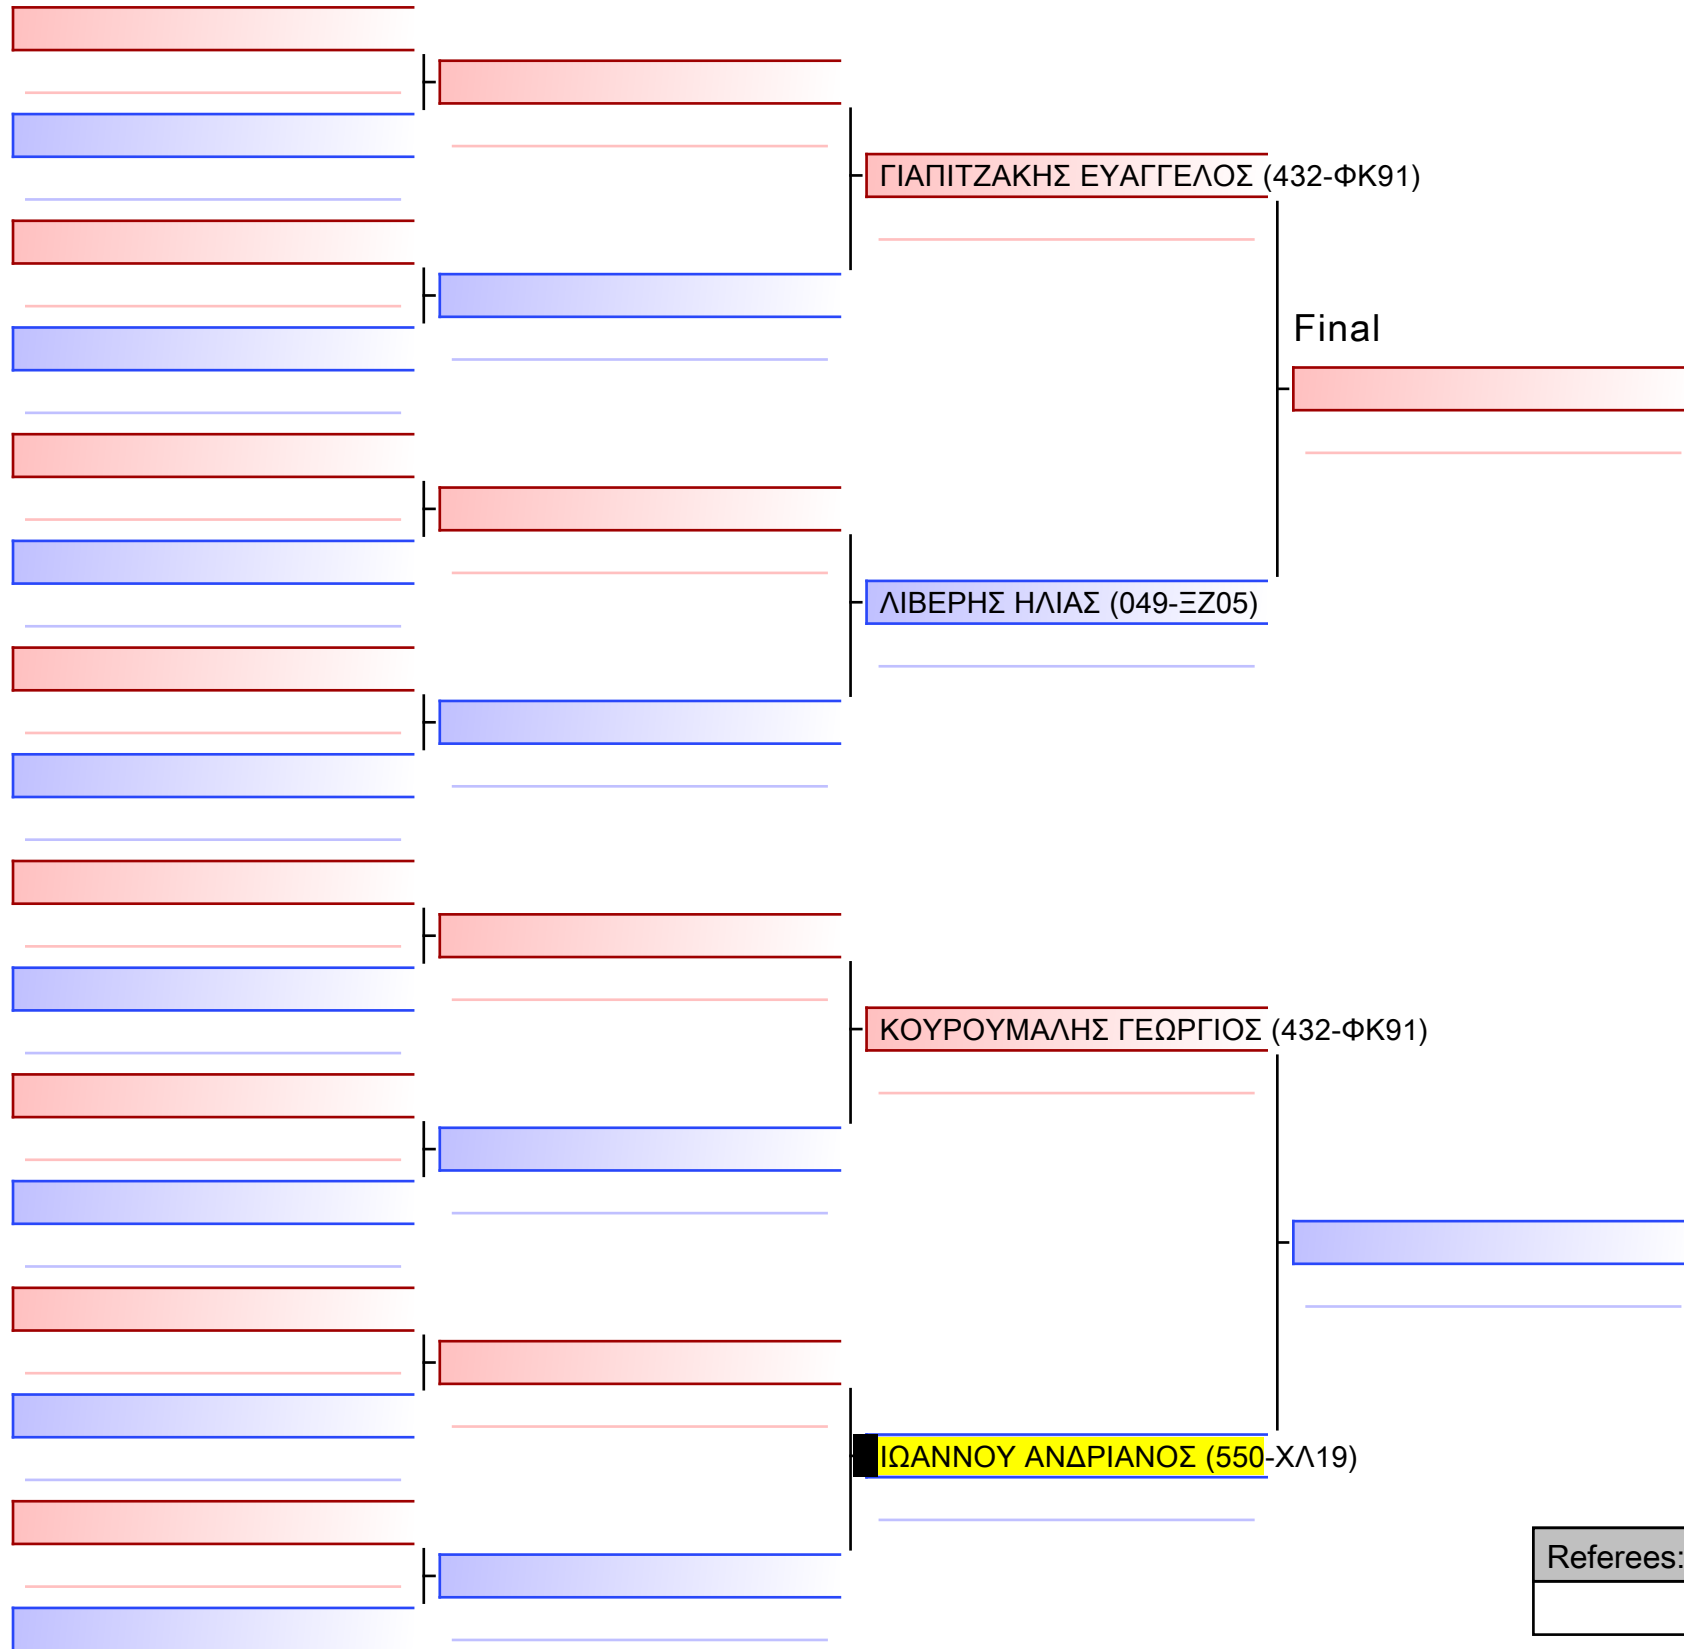 ΓΙΑΠΙΤΖΑΚΗΣ ΕΥΑΓΓΕΛΟΣ (432-ΦΚ91)
Final
ΛΙΒΕΡΗΣ ΗΛΙΑΣ (049-ΞΖ05)
ΚΟΥΡΟΥΜΑΛΗΣ ΓΕΩΡΓΙΟΣ (432-ΦΚ91)
ΙΩΑΝΝΟΥ ΑΝΔΡΙΑΝΟΣ (550-ΧΛ19)
Referees: